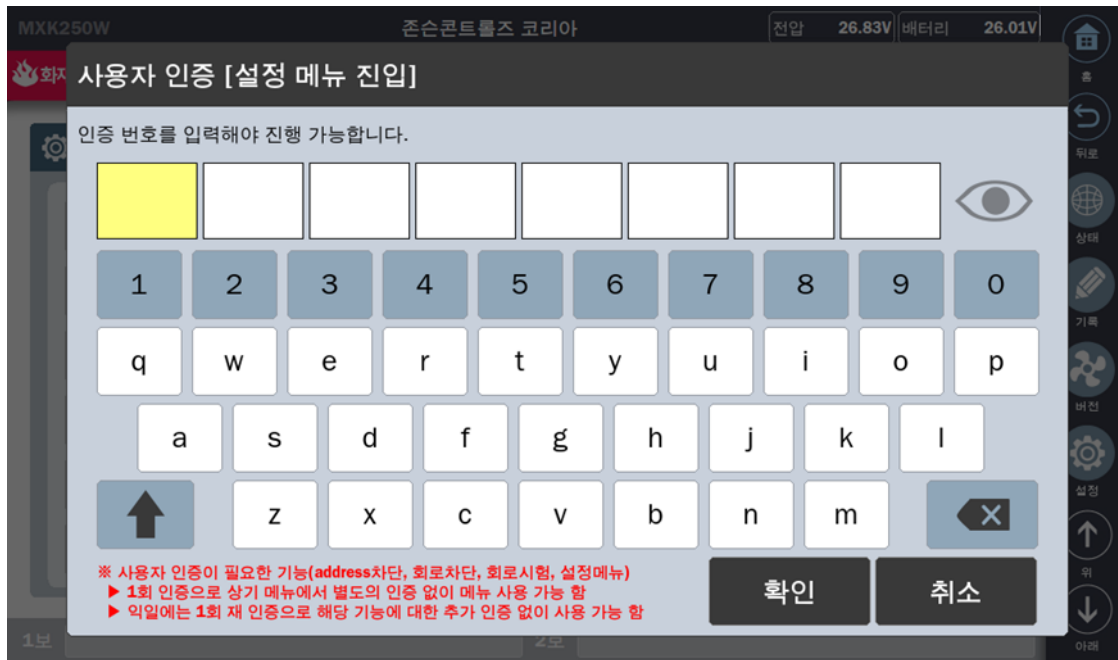 MXK250W
존슨콘트롤즈 코리아
전압 26.83V 배터리 26.01V
홈
사용자 인증 [설정 메뉴 진입]
뒤로
인증 번호를 입력해야 진행 가능합니다.
상태
1 2 3 4 5 6 7 8 9 0
기록
q w e r t y u i o p
버전
a s d f g h j k l
설정
z x c v b n m
※ 사용자 인증이 필요한 기능(address차단, 회로차단, 회로시험, 설정메뉴)
▶ 1회 인증으로 상기 메뉴에서 별도의 인증 없이 메뉴 사용 가능 함
▶ 익일에는 1회 재 인증으로 해당 기능에 대한 추가 인증 없이 사용 가능 함
확인 취소
위
1보
아래